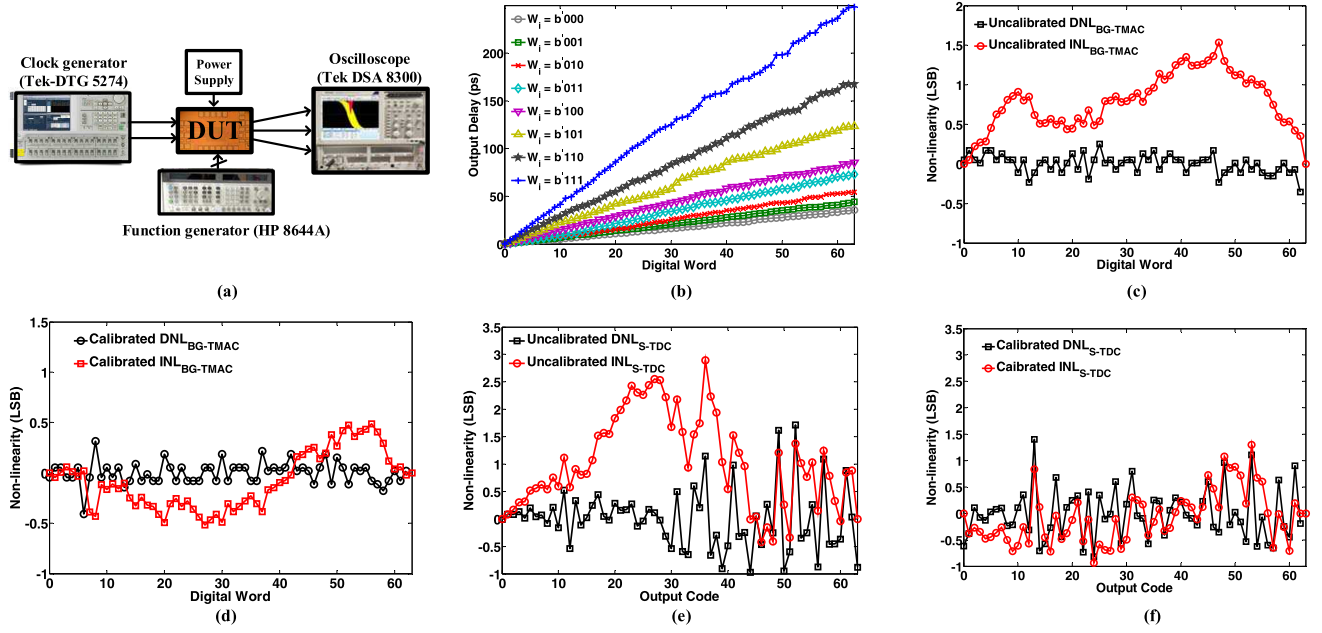 Clock generator
(Tek-DTG 5274)
Power
Supply
Oscilloscope
(Tek DSA 8300)
DUT
Function generator (HP 8644A)
(a)
Output Delay (ps)
200
150
100
50
0
W_i = b'000
W_i = b'001
W_i = b'010
W_i = b'011
W_i = b'100
W_i = b'101
W_i = b'110
W_i = b'111
0 10 20 30 40 50 60
Digital Word
(b)
Non-linearity (LSB)
2
1.5
1
0.5
0
-0.5
-1
Uncalibrated DNL_BG-TMAC
Uncalibrated INL_BG-TMAC
0 10 20 30 40 50 60
Digital Word
(c)
Non-linearity (LSB)
1.5
1
0.5
0
-0.5
-1
Calibrated DNL_BG-TMAC
Calibrated INL_BG-TMAC
0 10 20 30 40 50 60
Digital Word
(d)
Non-linearity (LSB)
3.5
3
2.5
2
1.5
1
0.5
0
-0.5
-1
Uncalibrated DNL_S-TDC
Uncalibrated INL_S-TDC
0 10 20 30 40 50 60
Output Code
(e)
Non-linearity (LSB)
3.5
3
2.5
2
1.5
1
0.5
0
-0.5
-1
Calibrated DNL_S-TDC
Caibrated INL_S-TDC
0 10 20 30 40 50 60
Output Code
(f)